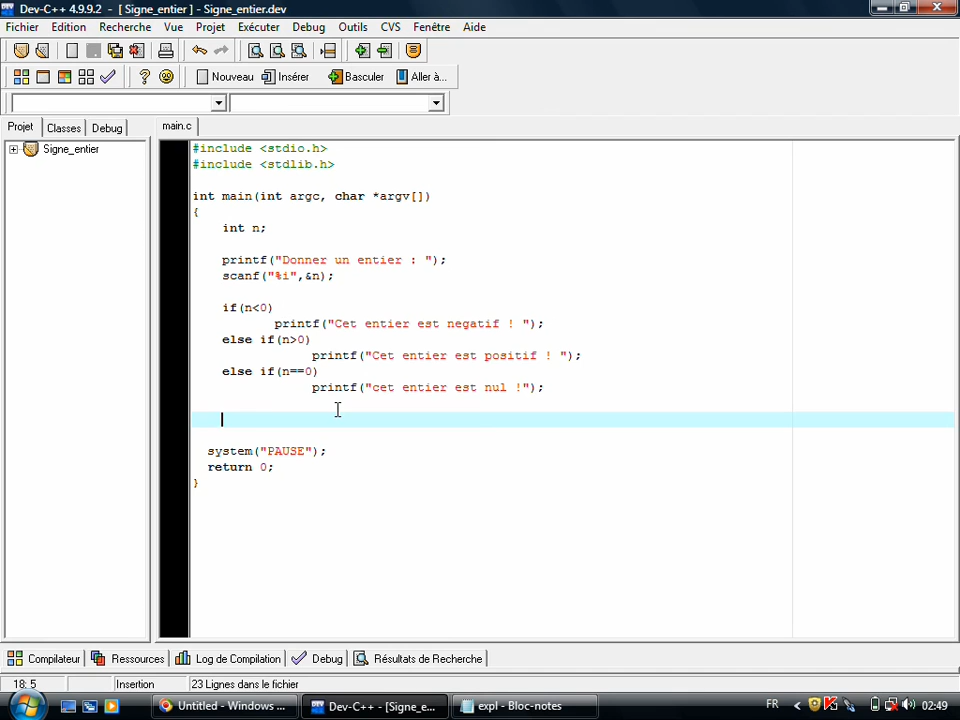 Dev-C++ 4.9.9.2 - [ Signe_entier ] - Signe_entier.dev
Fichier Edition Recherche Vue Projet Exécuter Debug Outils CVS Fenêtre Aide
Nouveau Insérer Basculer Aller à...
Projet Classes Debug main.c
Signe_entier
#include <stdio.h>
#include <stdlib.h>
int main(int argc, char *argv[])
{
int n;
printf("Donner un entier : ");
scanf("%i",&n);
if(n<0)
printf("Cet entier est negatif ! ");
else if(n>0)
printf("Cet entier est positif ! ");
else if(n==0)
printf("cet entier est nul !");
system("PAUSE");
return 0;
}
Compilateur Ressources Log de Compilation Debug Résultats de Recherche
18: 5 Insertion 23 Lignes dans le fichier
Untitled - Windows ... Dev-C++ - [Signe_e... expl - Bloc-notes FR 02:49